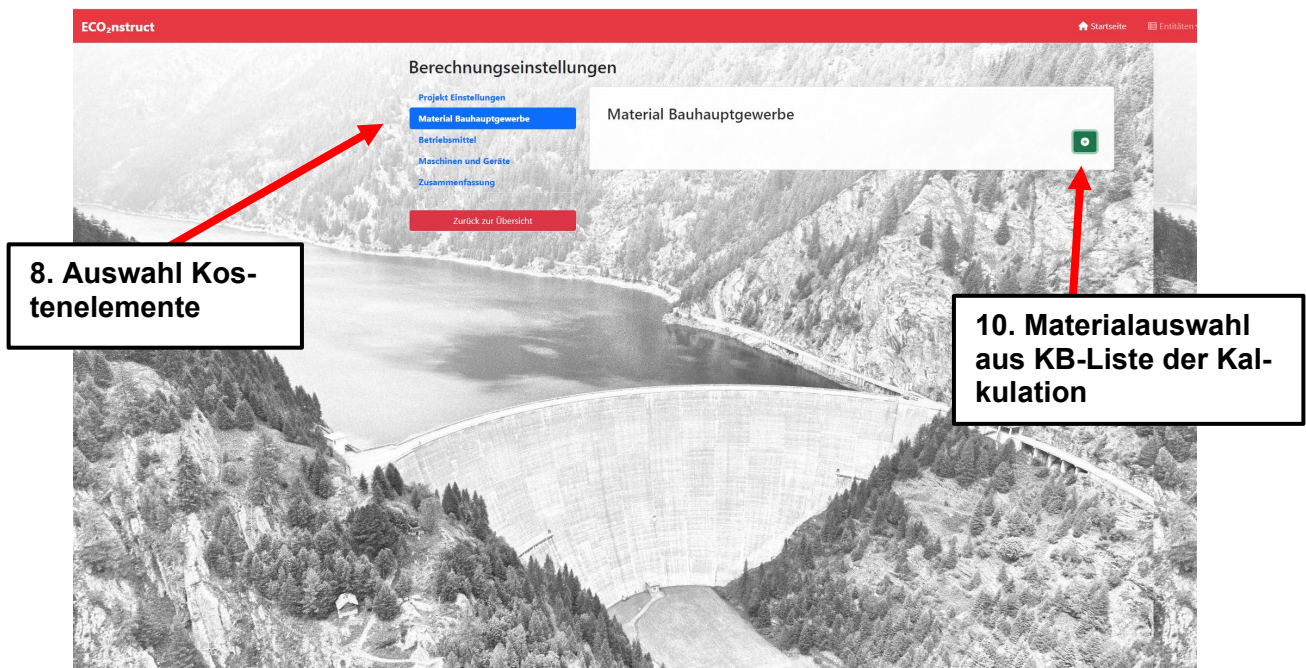 ECO₂nstruct
Startseite
Entitäten
Berechnungseinstellungen
Projekt Einstellungen
Material Bauhauptgewerbe
Betriebsmittel
Maschinen und Geräte
Zusammenfassung
Zurück zur Übersicht
Material Bauhauptgewerbe
8. Auswahl Kos-
tenelemente
10. Materialauswahl
aus KB-Liste der Kal-
kulation